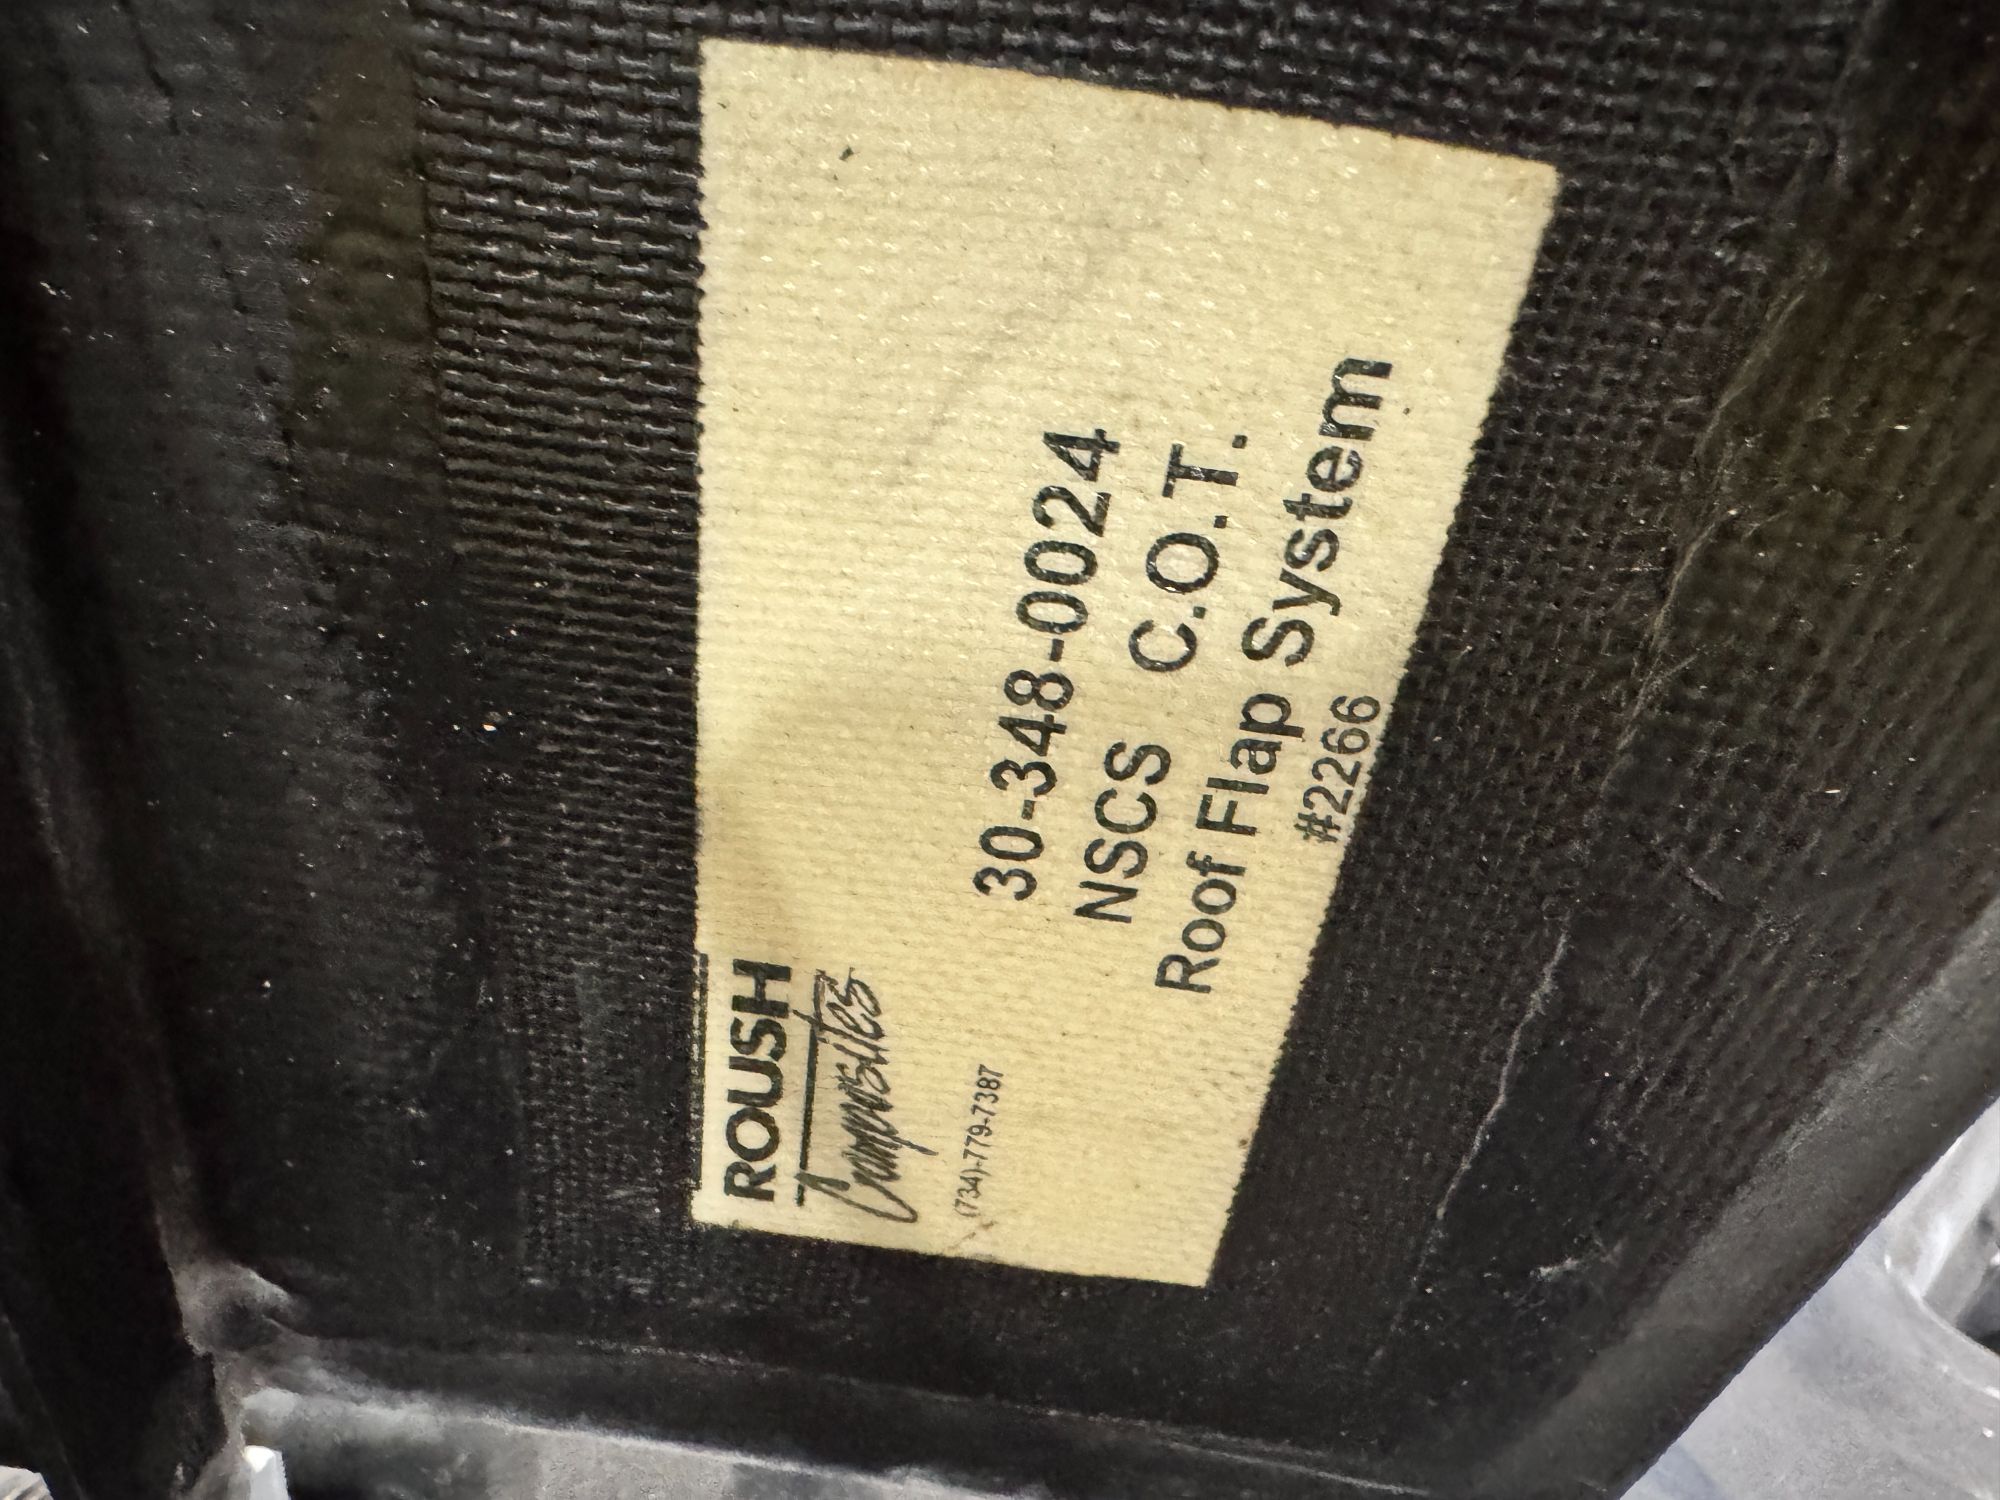 ROUSH
Composites
(734)-779-7387
30-348-0024
NSCS C.O.T.
Roof Flap System
#2266